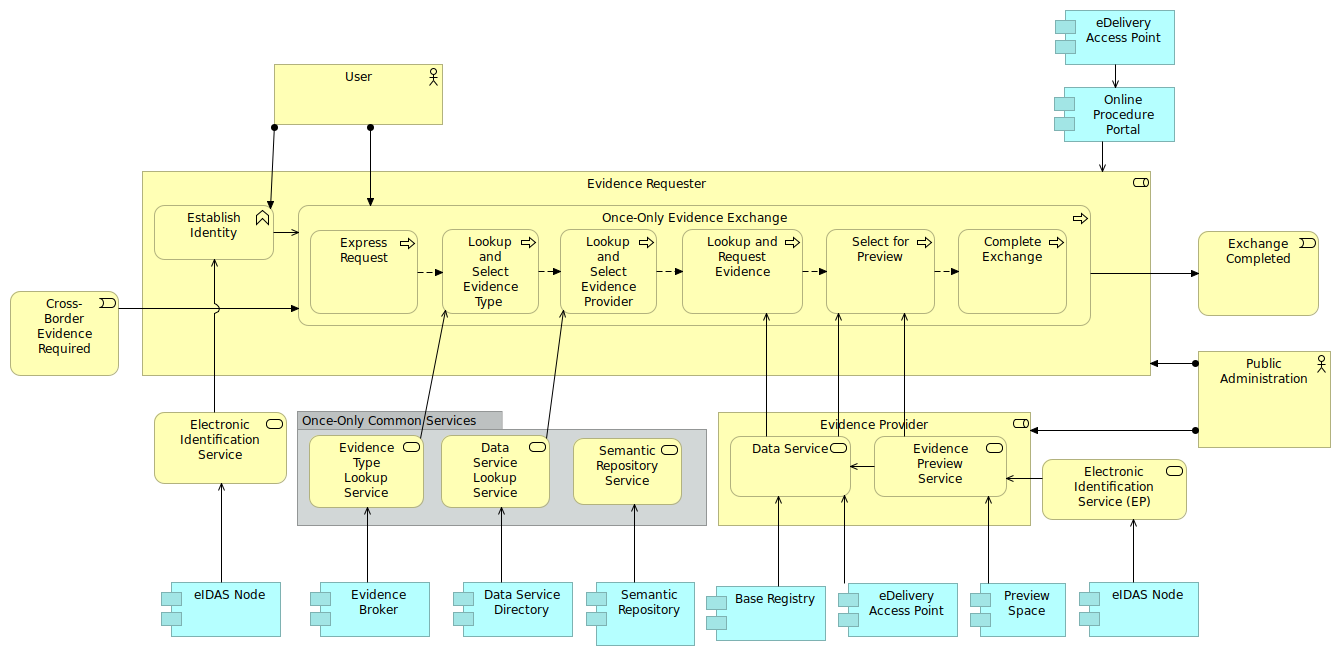 eDelivery
Access Point
User
Online
Procedure
Portal
Evidence Requester
Establish
Identity
Once-Only Evidence Exchange
Express
Request
Lookup
and
Select
Evidence
Type
Lookup
and
Select
Evidence
Provider
Lookup and
Request
Evidence
Select for
Preview
Complete
Exchange
Exchange
Completed
Cross-
Border
Evidence
Required
Public
Administration
Electronic
Identification
Service
Once-Only Common Services
Evidence
Type
Lookup
Service
Data
Service
Lookup
Service
Semantic
Repository
Service
Evidence Provider
Data Service
Evidence
Preview
Service
Electronic
Identification
Service (EP)
eIDAS Node
Evidence
Broker
Data Service
Directory
Semantic
Repository
Base Registry
eDelivery
Access Point
Preview
Space
eIDAS Node